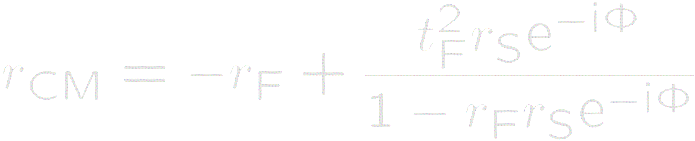 r_CM = −r_F + \frac{t_F^2 r_S e^{−iΦ}}{1 − r_F r_S e^{−iΦ}}